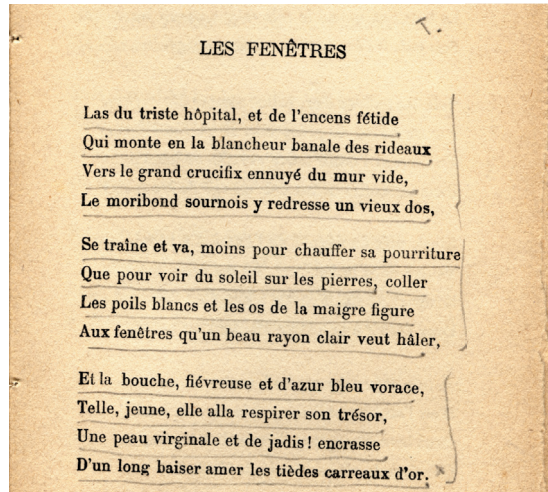 T.
LES FENÊTRES
Las du triste hôpital, et de l'encens fétide
Qui monte en la blancheur banale des rideaux
Vers le grand crucifix ennuyé du mur vide,
Le moribond sournois y redresse un vieux dos,
Se traîne et va, moins pour chauffer sa pourriture
Que pour voir du soleil sur les pierres, coller
Les poils blancs et les os de la maigre figure
Aux fenêtres qu'un beau rayon clair veut hâler,
Et la bouche, fiévreuse et d'azur bleu vorace,
Telle, jeune, elle alla respirer son trésor,
Une peau virginale et de jadis! encrasse
D'un long baiser amer les tièdes carreaux d'or.